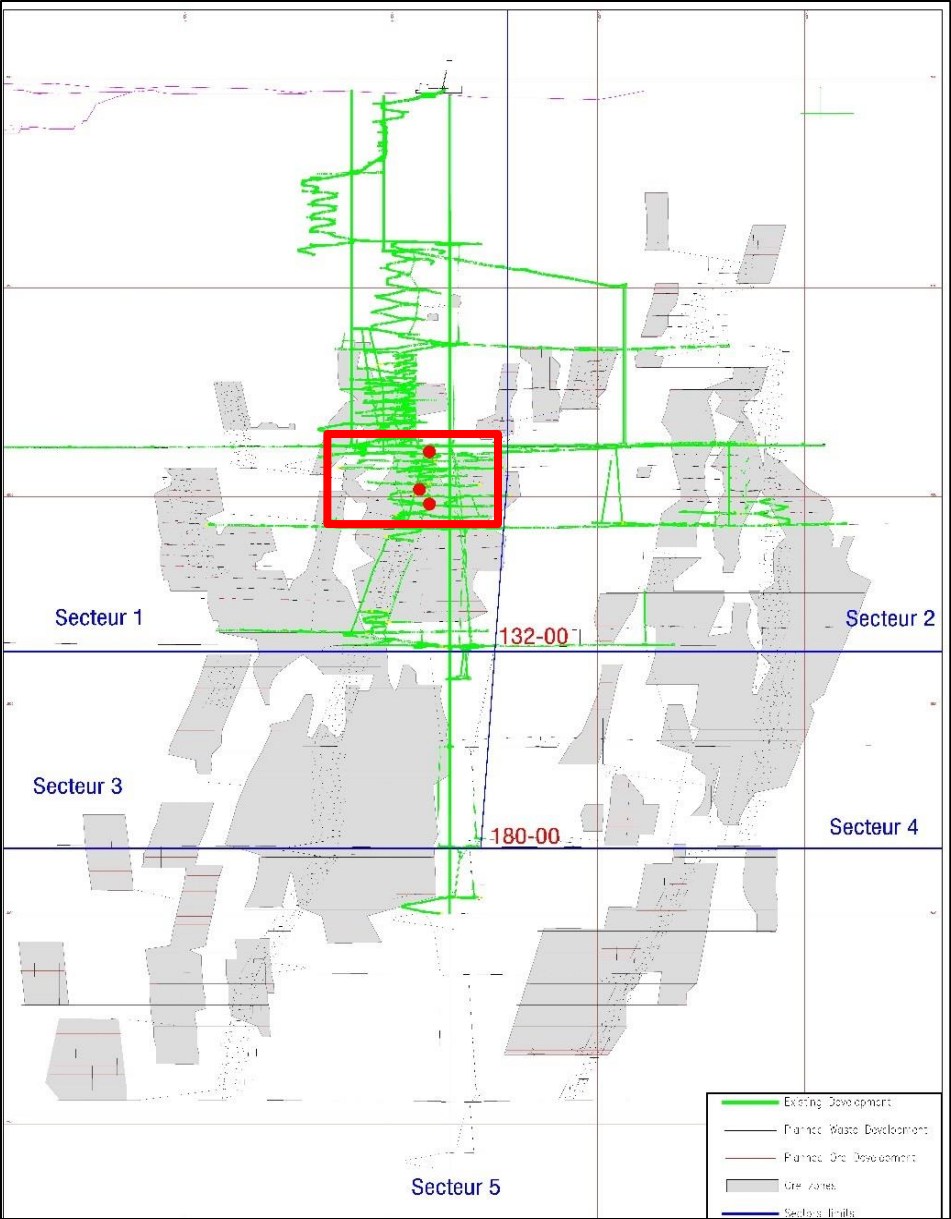 Secteur 1
Secteur 2
132-00
Secteur 3
Secteur 4
180-00
Existing Development
Planned Waste Development
Planned Ore Development
Ore zones
Sectors limits
Secteur 5